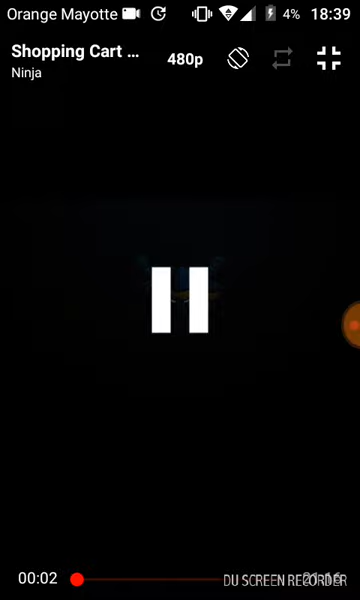 Orange Mayotte 4% 18:39
Shopping Cart ... 480p
Ninja
00:02 DU SCREEN RECORDER